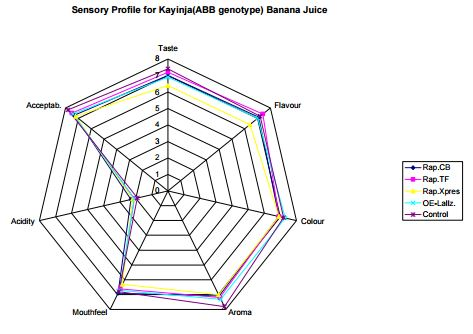 Sensory Profile for Kayinja(ABB genotype) Banana Juice
Taste
8
7
6
5
4
3
2
1
0
Acceptab.
Flavour
Acidity
Colour
Mouthfeel
Aroma
Rap.CB
Rap.TF
Rap.Xpres
OE-Lallz.
Control